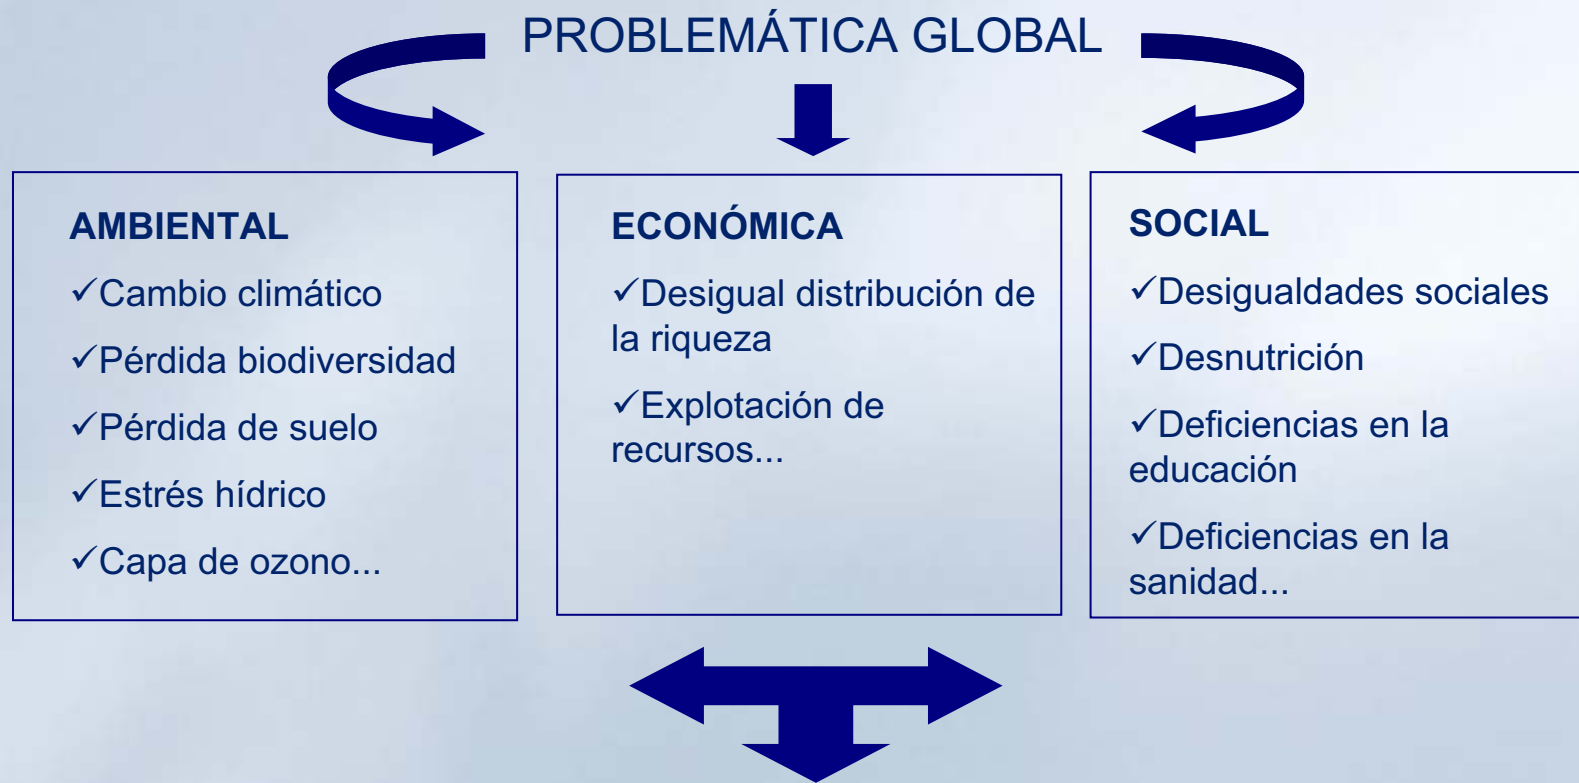 PROBLEMÁTICA GLOBAL
AMBIENTAL
✓Cambio climático
✓Pérdida biodiversidad
✓Pérdida de suelo
✓Estrés hídrico
✓Capa de ozono...
ECONÓMICA
✓Desigual distribución de
la riqueza
✓Explotación de
recursos...
SOCIAL
✓Desigualdades sociales
✓Desnutrición
✓Deficiencias en la
educación
✓Deficiencias en la
sanidad...